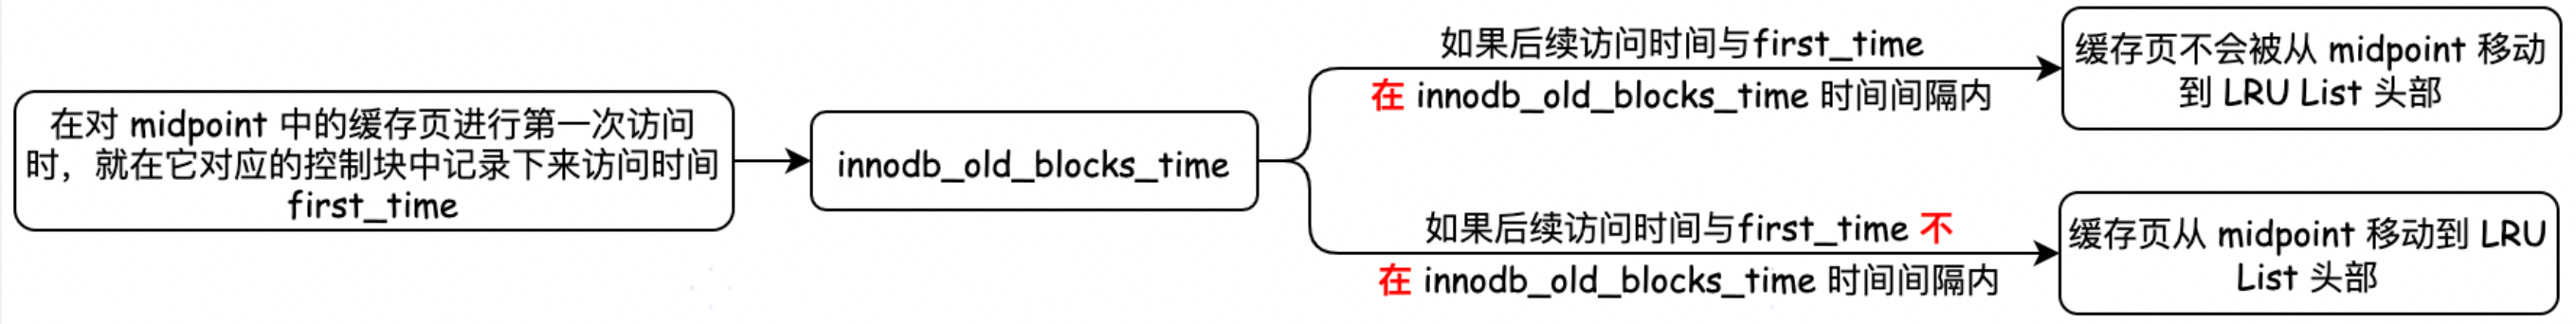 在对 midpoint 中的缓存页进行第一次访问
时，就在它对应的控制块中记录下来访问时间
first_time
innodb_old_blocks_time
如果后续访问时间与first_time
在 innodb_old_blocks_time 时间间隔内
缓存页不会被从 midpoint 移动
到 LRU List 头部
如果后续访问时间与first_time 不
在 innodb_old_blocks_time 时间间隔内
缓存页从 midpoint 移动到 LRU
List 头部